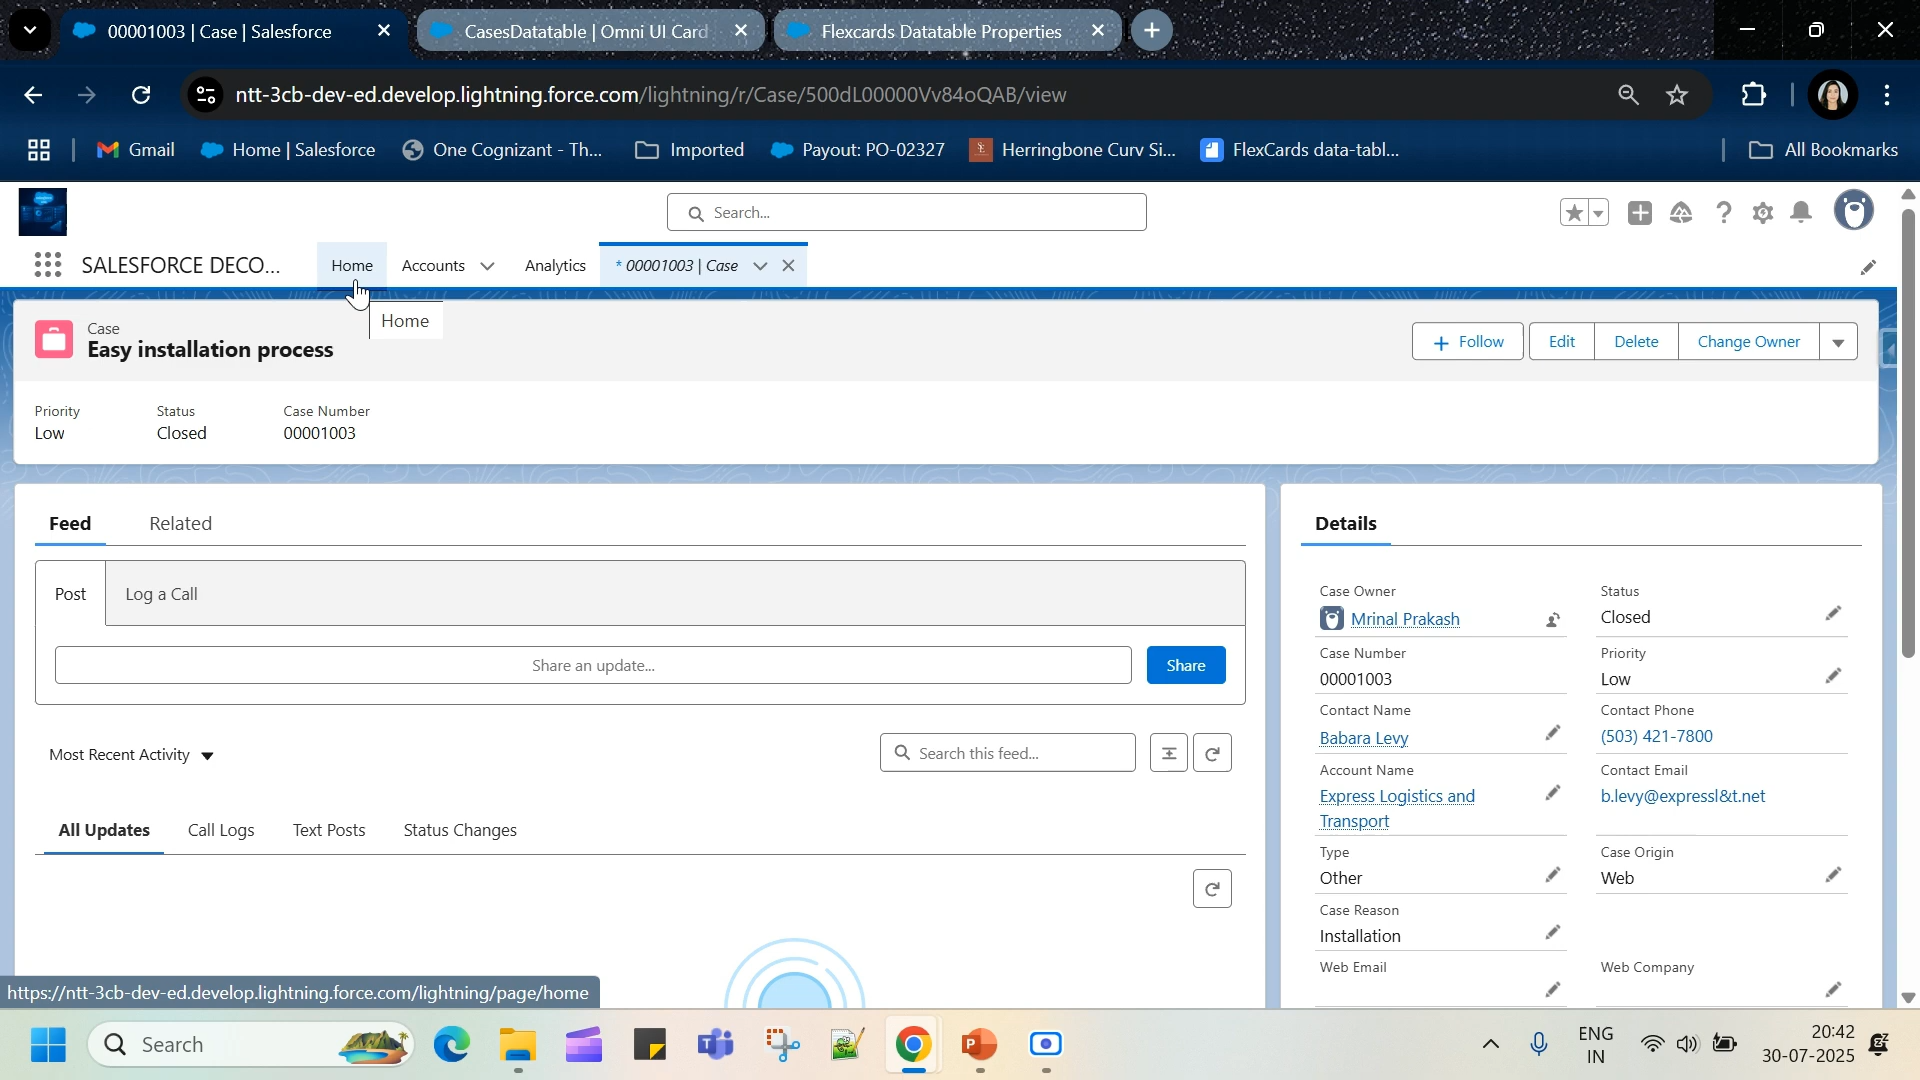 00001003 | Case | Salesforce
CasesDatatable | Omni UI Card
Flexcards Datatable Properties
ntt-3cb-dev-ed.develop.lightning.force.com/lightning/r/Case/500dL00000Vv84oQAB/view
Gmail
Home | Salesforce
One Cognizant - Th...
Imported
Payout: PO-02327
Herringbone Curv Si...
FlexCards data-tabl...
All Bookmarks
Search...
SALESFORCE DECO...
Home
Accounts
Analytics
* 00001003 | Case
Home
Case
Easy installation process
Follow
Edit
Delete
Change Owner
Priority
Low
Status
Closed
Case Number
00001003
Feed
Related
Post
Log a Call
Share an update...
Share
Most Recent Activity
Search this feed...
All Updates
Call Logs
Text Posts
Status Changes
Details
Case Owner
Mrinal Prakash
Status
Closed
Case Number
00001003
Priority
Low
Contact Name
Babara Levy
Contact Phone
(503) 421-7800
Account Name
Express Logistics and
Transport
Contact Email
b.levy@expressl&t.net
Type
Other
Case Origin
Web
Case Reason
Installation
Web Email
Web Company
https://ntt-3cb-dev-ed.develop.lightning.force.com/lightning/page/home
Search
ENG
IN
20:42
30-07-2025